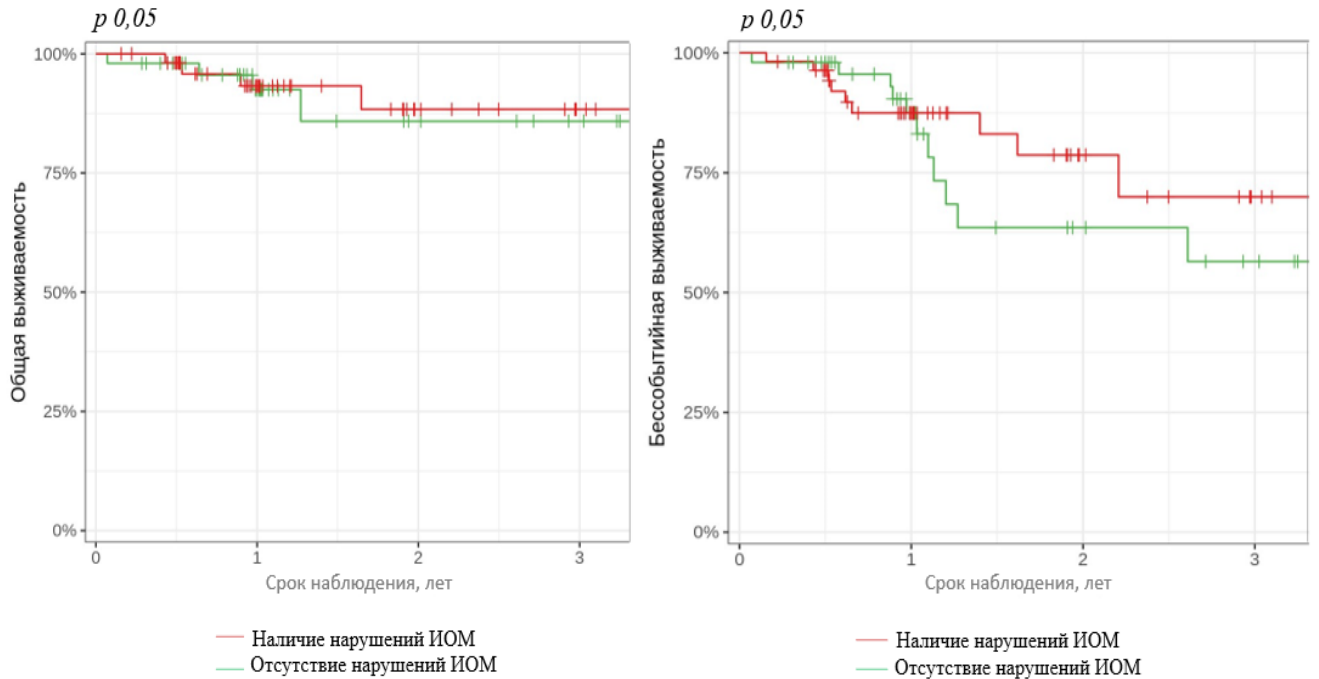 p 0,05
Общая выживаемость
100%
75%
50%
25%
0%
0 1 2 3
Срок наблюдения, лет
Наличие нарушений ИОМ
Отсутствие нарушений ИОМ
p 0,05
Бессобытийная выживаемость
100%
75%
50%
25%
0%
0 1 2 3
Срок наблюдения, лет
Наличие нарушений ИОМ
Отсутствие нарушений ИОМ